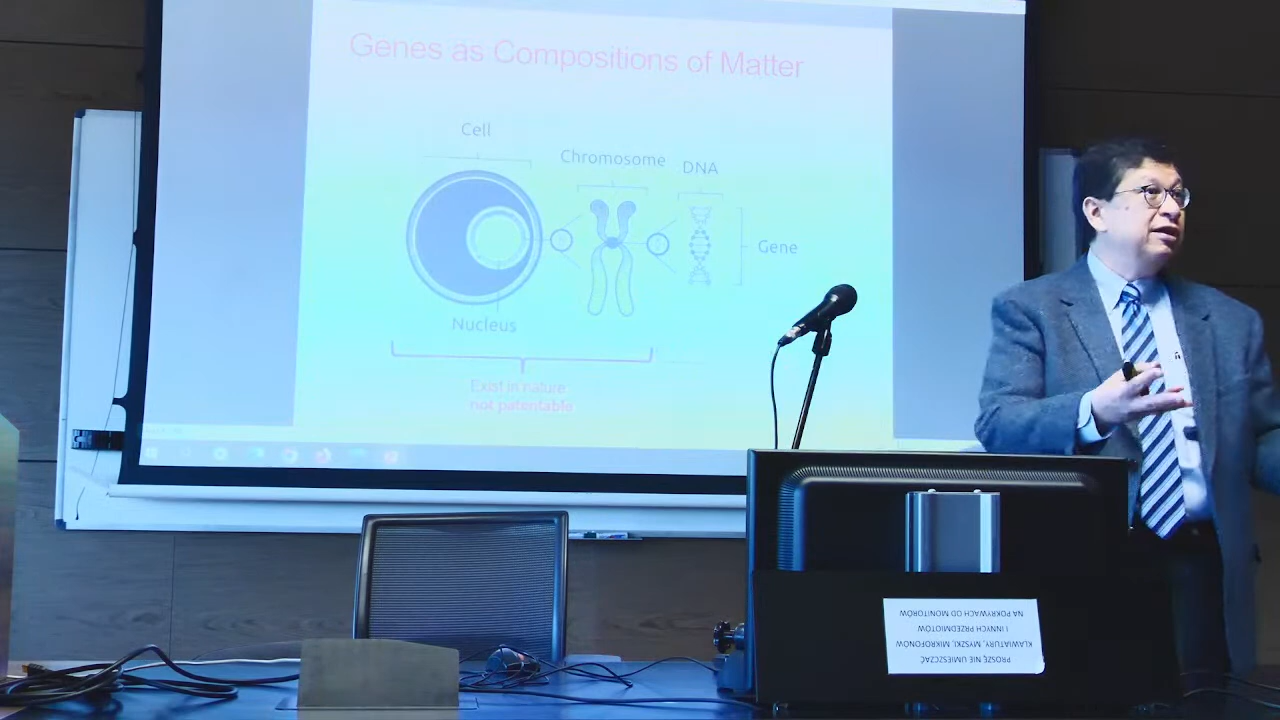 Genes as Compositions of Matter
Cell
Chromosome
DNA
Gene
Nucleus
Exist in nature
not patentable
PROSZĘ NIE UMIESZCZAĆ
KLAWIATURY, MYSZKI, MIKROFONÓW
I INNYCH PRZEDMIOTÓW
NA POKRYWACH OD MONITORÓW